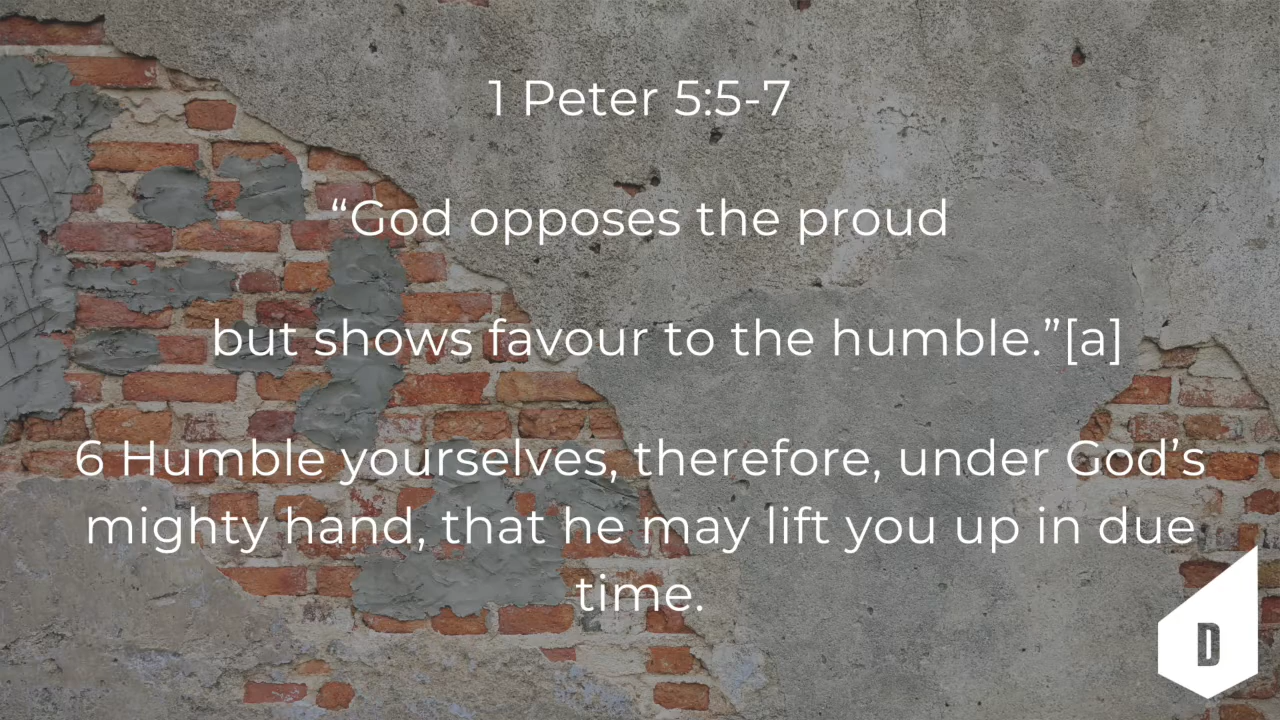 1 Peter 5:5-7
“God opposes the proud
but shows favour to the humble.”[a]
6 Humble yourselves, therefore, under God’s
mighty hand, that he may lift you up in due
time.
D